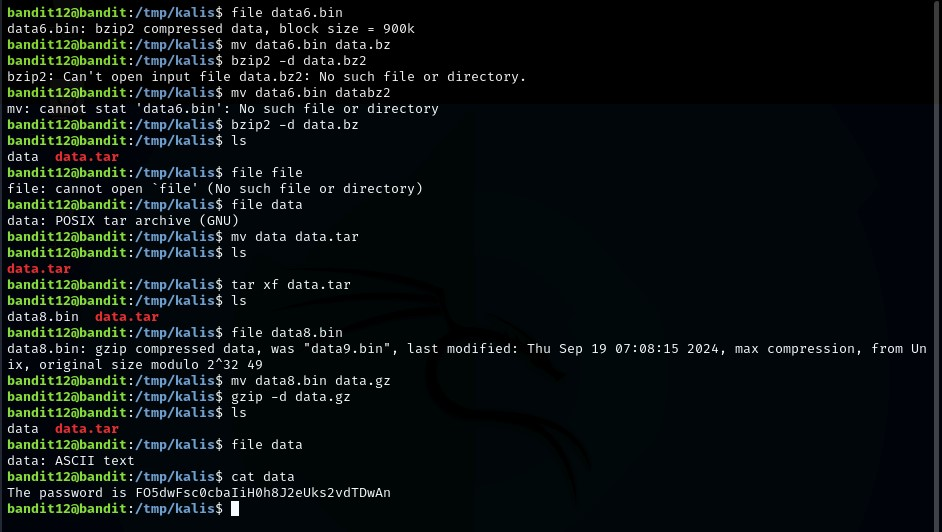 bandit12@bandit:/tmp/kalis$ file data6.bin
data6.bin: bzip2 compressed data, block size = 900k
bandit12@bandit:/tmp/kalis$ mv data6.bin data.bz
bandit12@bandit:/tmp/kalis$ bzip2 -d data.bz2
bzip2: Can't open input file data.bz2: No such file or directory.
bandit12@bandit:/tmp/kalis$ mv data6.bin databz2
mv: cannot stat 'data6.bin': No such file or directory
bandit12@bandit:/tmp/kalis$ bzip2 -d data.bz
bandit12@bandit:/tmp/kalis$ ls
data  data.tar
bandit12@bandit:/tmp/kalis$ file file
file: cannot open `file' (No such file or directory)
bandit12@bandit:/tmp/kalis$ file data
data: POSIX tar archive (GNU)
bandit12@bandit:/tmp/kalis$ mv data data.tar
bandit12@bandit:/tmp/kalis$ ls
data.tar
bandit12@bandit:/tmp/kalis$ tar xf data.tar
bandit12@bandit:/tmp/kalis$ ls
data8.bin  data.tar
bandit12@bandit:/tmp/kalis$ file data8.bin
data8.bin: gzip compressed data, was "data9.bin", last modified: Thu Sep 19 07:08:15 2024, max compression, from Un
ix, original size modulo 2^32 49
bandit12@bandit:/tmp/kalis$ mv data8.bin data.gz
bandit12@bandit:/tmp/kalis$ gzip -d data.gz
bandit12@bandit:/tmp/kalis$ ls
data  data.tar
bandit12@bandit:/tmp/kalis$ file data
data: ASCII text
bandit12@bandit:/tmp/kalis$ cat data
The password is FO5dwFsc0cbaIiH0h8J2eUks2vdTDwAn
bandit12@bandit:/tmp/kalis$